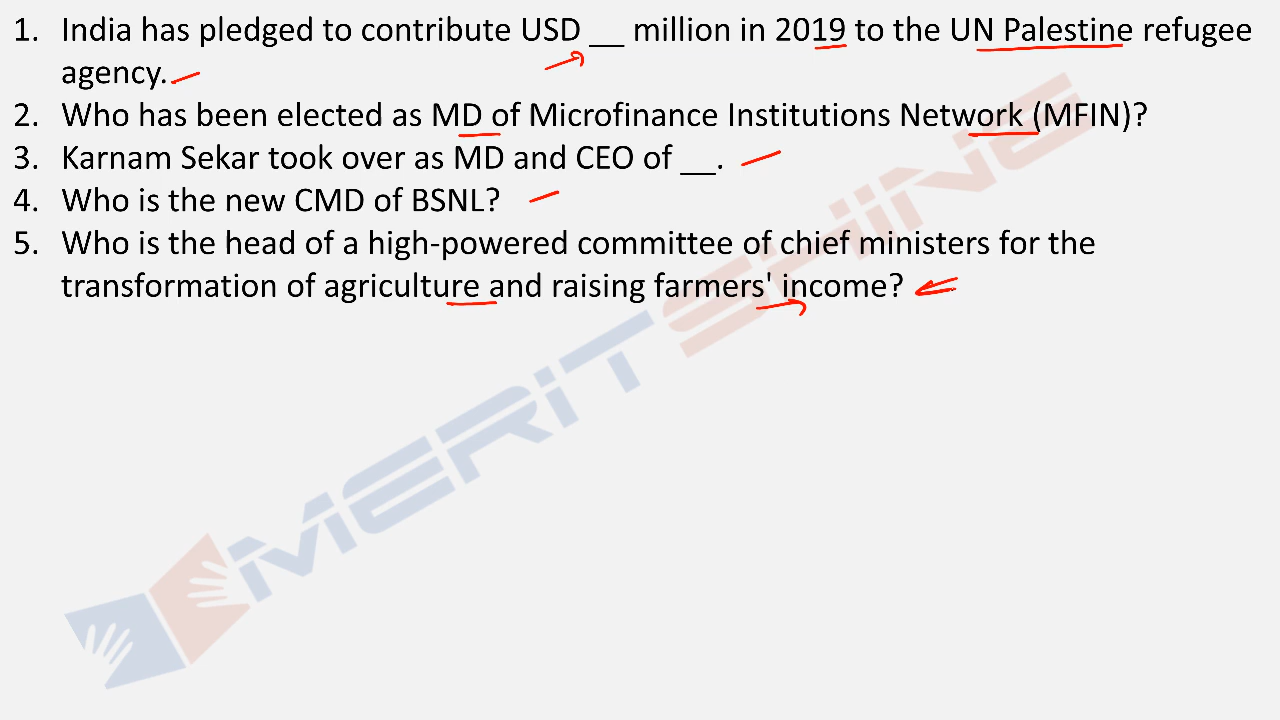 1. India has pledged to contribute USD __ million in 2019 to the UN Palestine refugee
agency.
2. Who has been elected as MD of Microfinance Institutions Network (MFIN)?
3. Karnam Sekar took over as MD and CEO of __.
4. Who is the new CMD of BSNL?
5. Who is the head of a high-powered committee of chief ministers for the
transformation of agriculture and raising farmers' income?
MERiTSHiNE